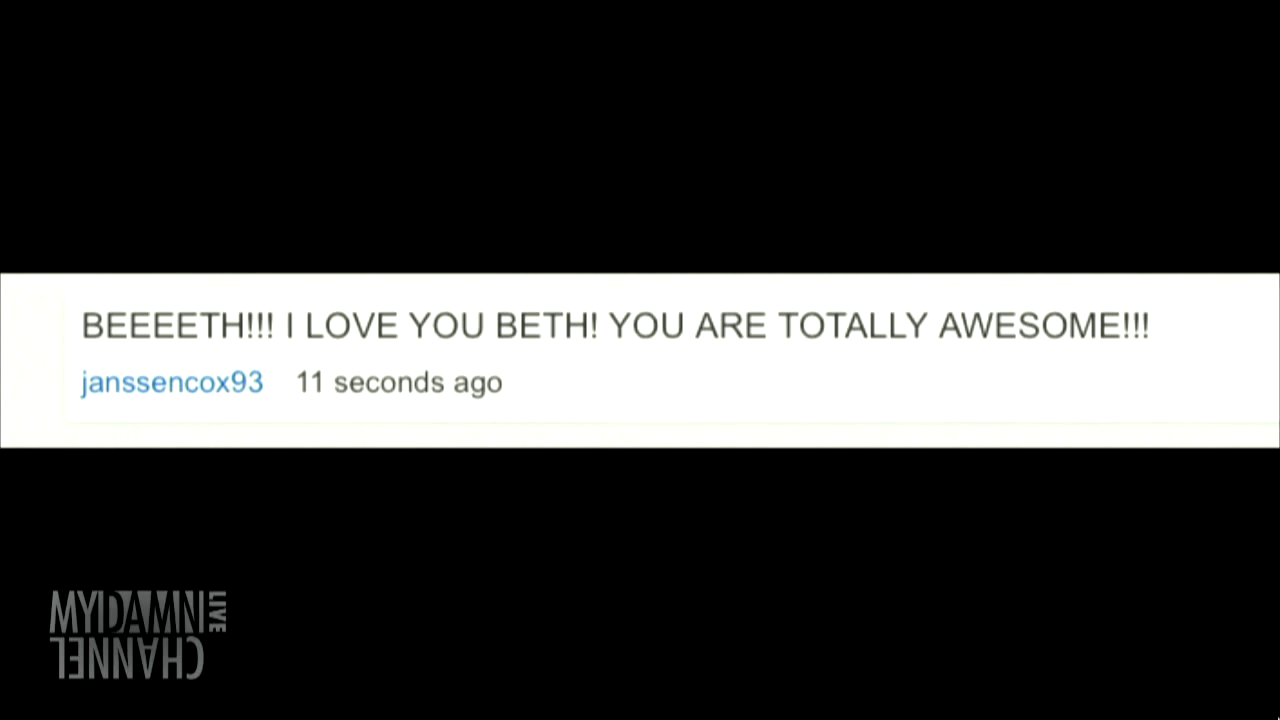 BEEEETH!!! I LOVE YOU BETH! YOU ARE TOTALLY AWESOME!!!
janssencox93 11 seconds ago
MYDAMN LIVE
CHANNEL